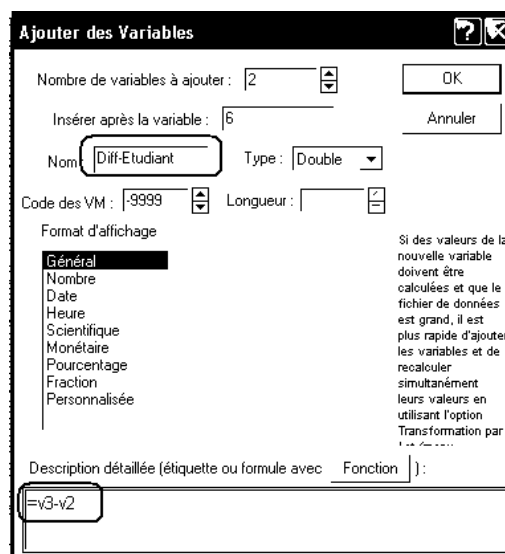 Ajouter des Variables
Nombre de variables à ajouter : 2
OK
Insérer après la variable : 6
Annuler
Nom : Diff-Etudiant Type : Double
Code des VM : -9999 Longueur :
Format d'affichage
Général
Nombre
Date
Heure
Scientifique
Monétaire
Pourcentage
Fraction
Personnalisée
Si des valeurs de la
nouvelle variable
doivent être
calculées et que le
fichier de données
est grand, il est
plus rapide d'ajouter
les variables et de
recalculer
simultanément
leurs valeurs en
utilisant l'option
Transformation par
Description détaillée (étiquette ou formule avec Fonction ) :
=v3-v2